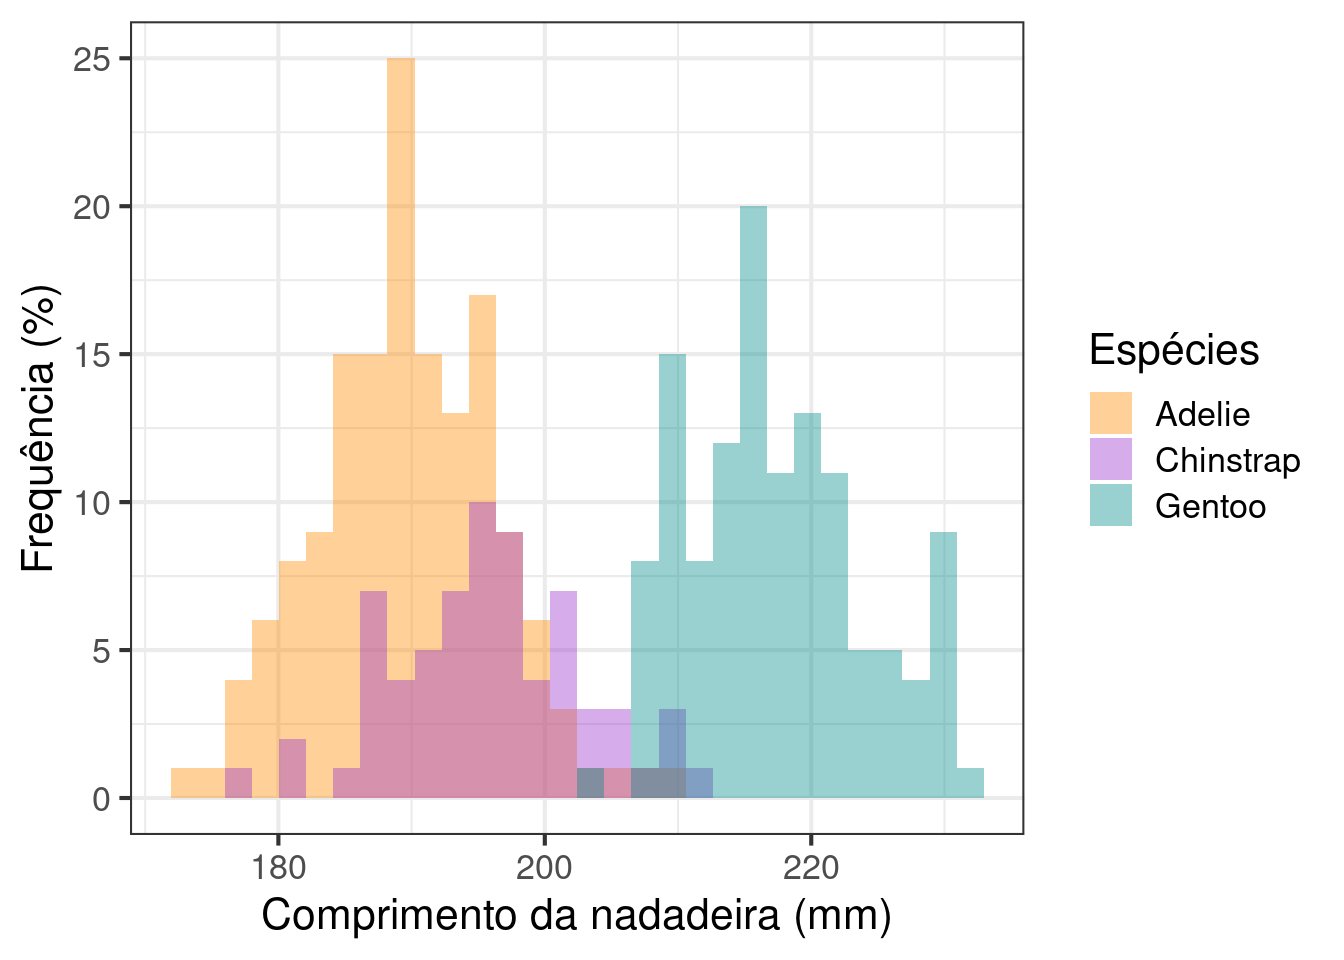 25
20
15
10
5
0
Frequência (%)
180 200 220
Comprimento da nadadeira (mm)
Espécies
Adelie
Chinstrap
Gentoo